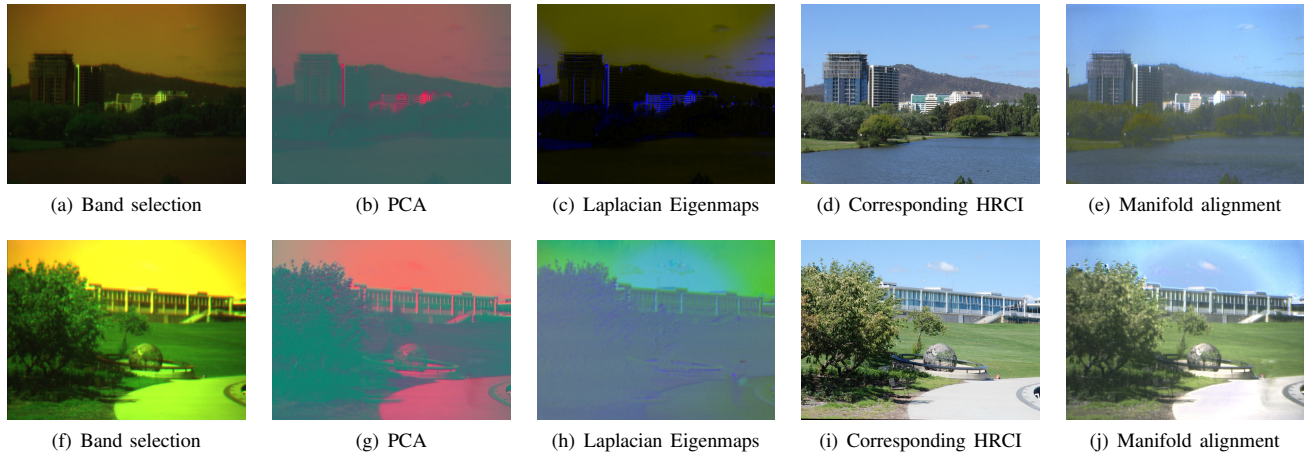 (a) Band selection
(b) PCA
(c) Laplacian Eigenmaps
(d) Corresponding HRCI
(e) Manifold alignment
(f) Band selection
(g) PCA
(h) Laplacian Eigenmaps
(i) Corresponding HRCI
(j) Manifold alignment